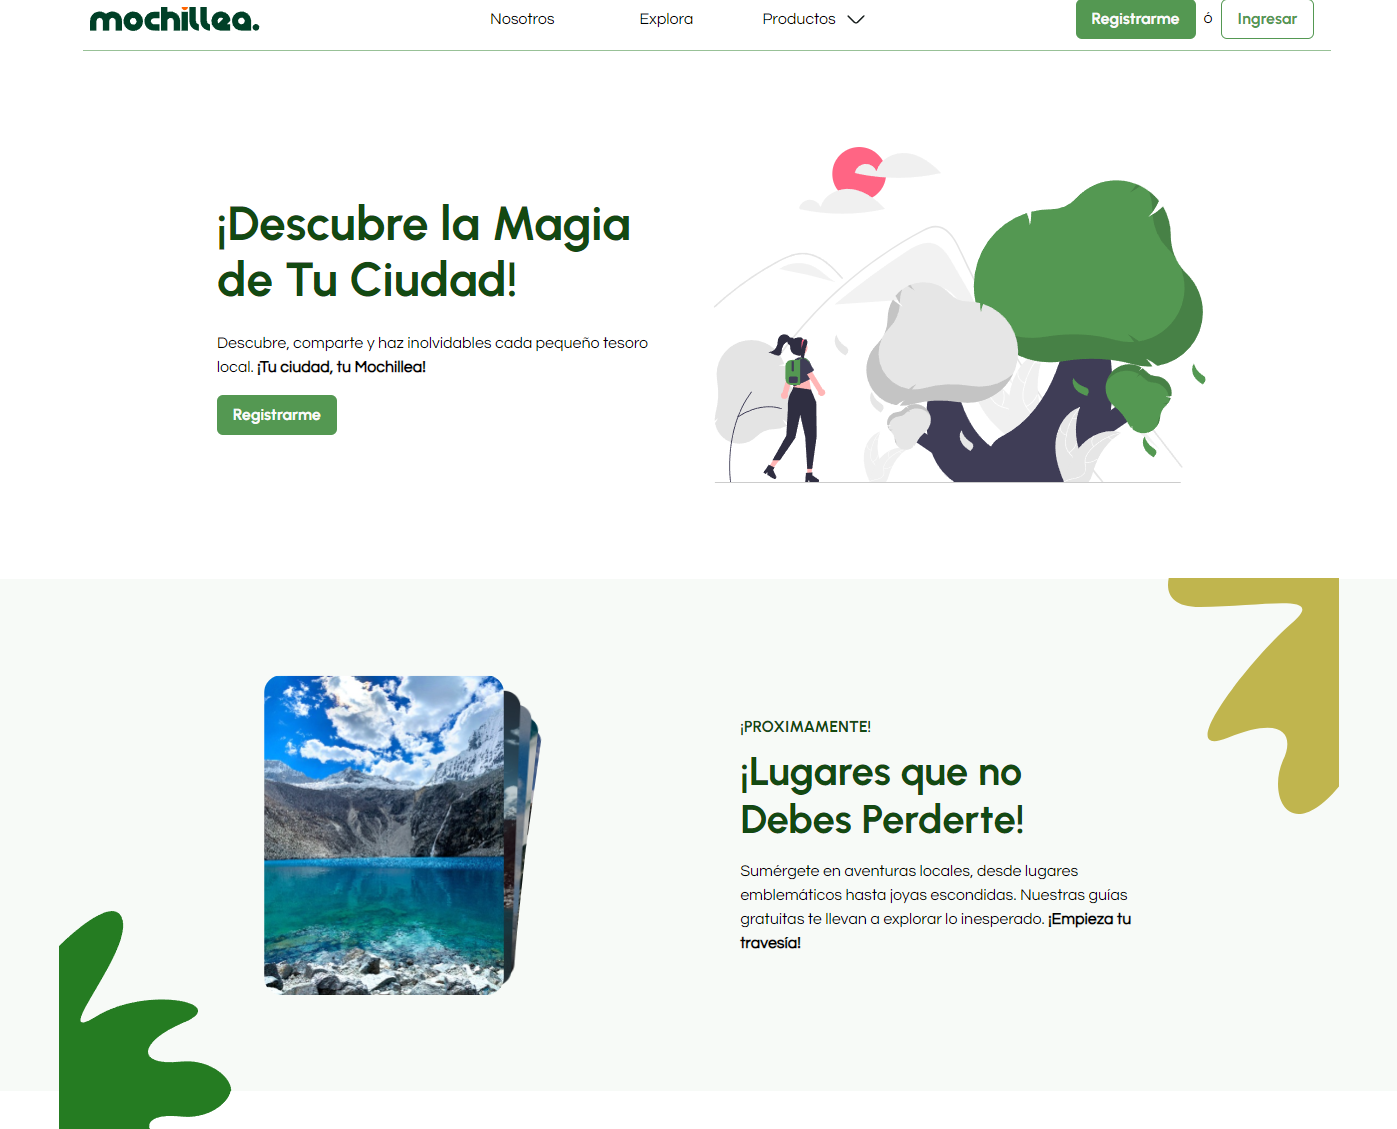 mochillea.
Nosotros
Explora
Productos
Registrarme
ó
Ingresar
¡Descubre la Magia
de Tu Ciudad!
Descubre, comparte y haz inolvidables cada pequeño tesoro
local. ¡Tu ciudad, tu Mochillea!
Registrarme
¡PROXIMAMENTE!
¡Lugares que no
Debes Perderte!
Sumérgete en aventuras locales, desde lugares
emblemáticos hasta joyas escondidas. Nuestras guías
gratuitas te llevan a explorar lo inesperado. ¡Empieza tu
travesía!